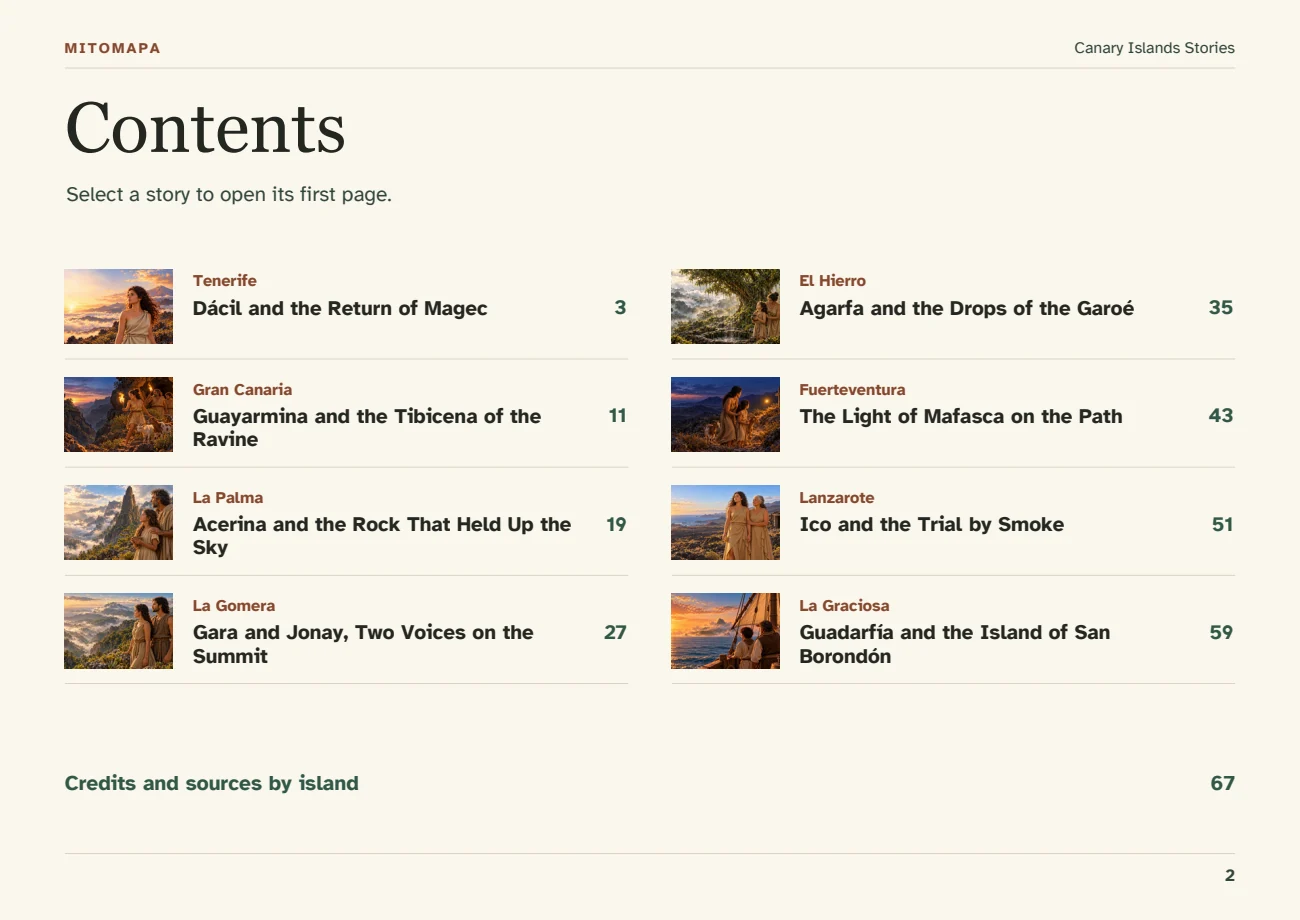 MITOMAPA
Canary Islands Stories
Contents
Select a story to open its first page.
Tenerife
Dácil and the Return of Magec
3
Gran Canaria
Guayarmina and the Tibicena of the
Ravine
11
La Palma
Acerina and the Rock That Held Up the
Sky
19
La Gomera
Gara and Jonay, Two Voices on the
Summit
27
El Hierro
Agarfa and the Drops of the Garoé
35
Fuerteventura
The Light of Mafasca on the Path
43
Lanzarote
Ico and the Trial by Smoke
51
La Graciosa
Guadarfía and the Island of San
Borondón
59
Credits and sources by island
67
2